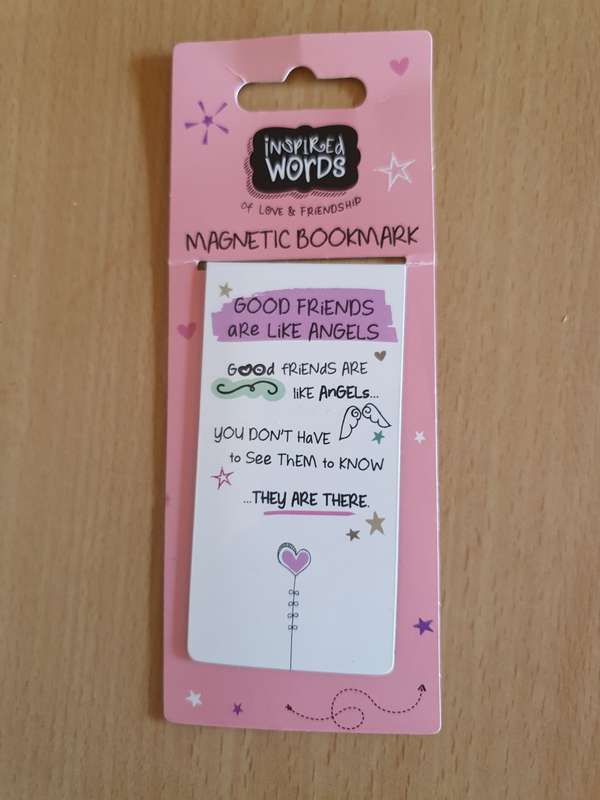 iNSPIREd
WORDS
OF LOVE & FRIENDSHIP
MAGNETIC BOOKMARK
GOOD FRiENDS
aRe LiKE ANGELS
GOOd fRiENdS ARE
liKE AnGELs...
YOU DON'T HaVE
to See ThEM to KNOW
...THEY ARE THERE.